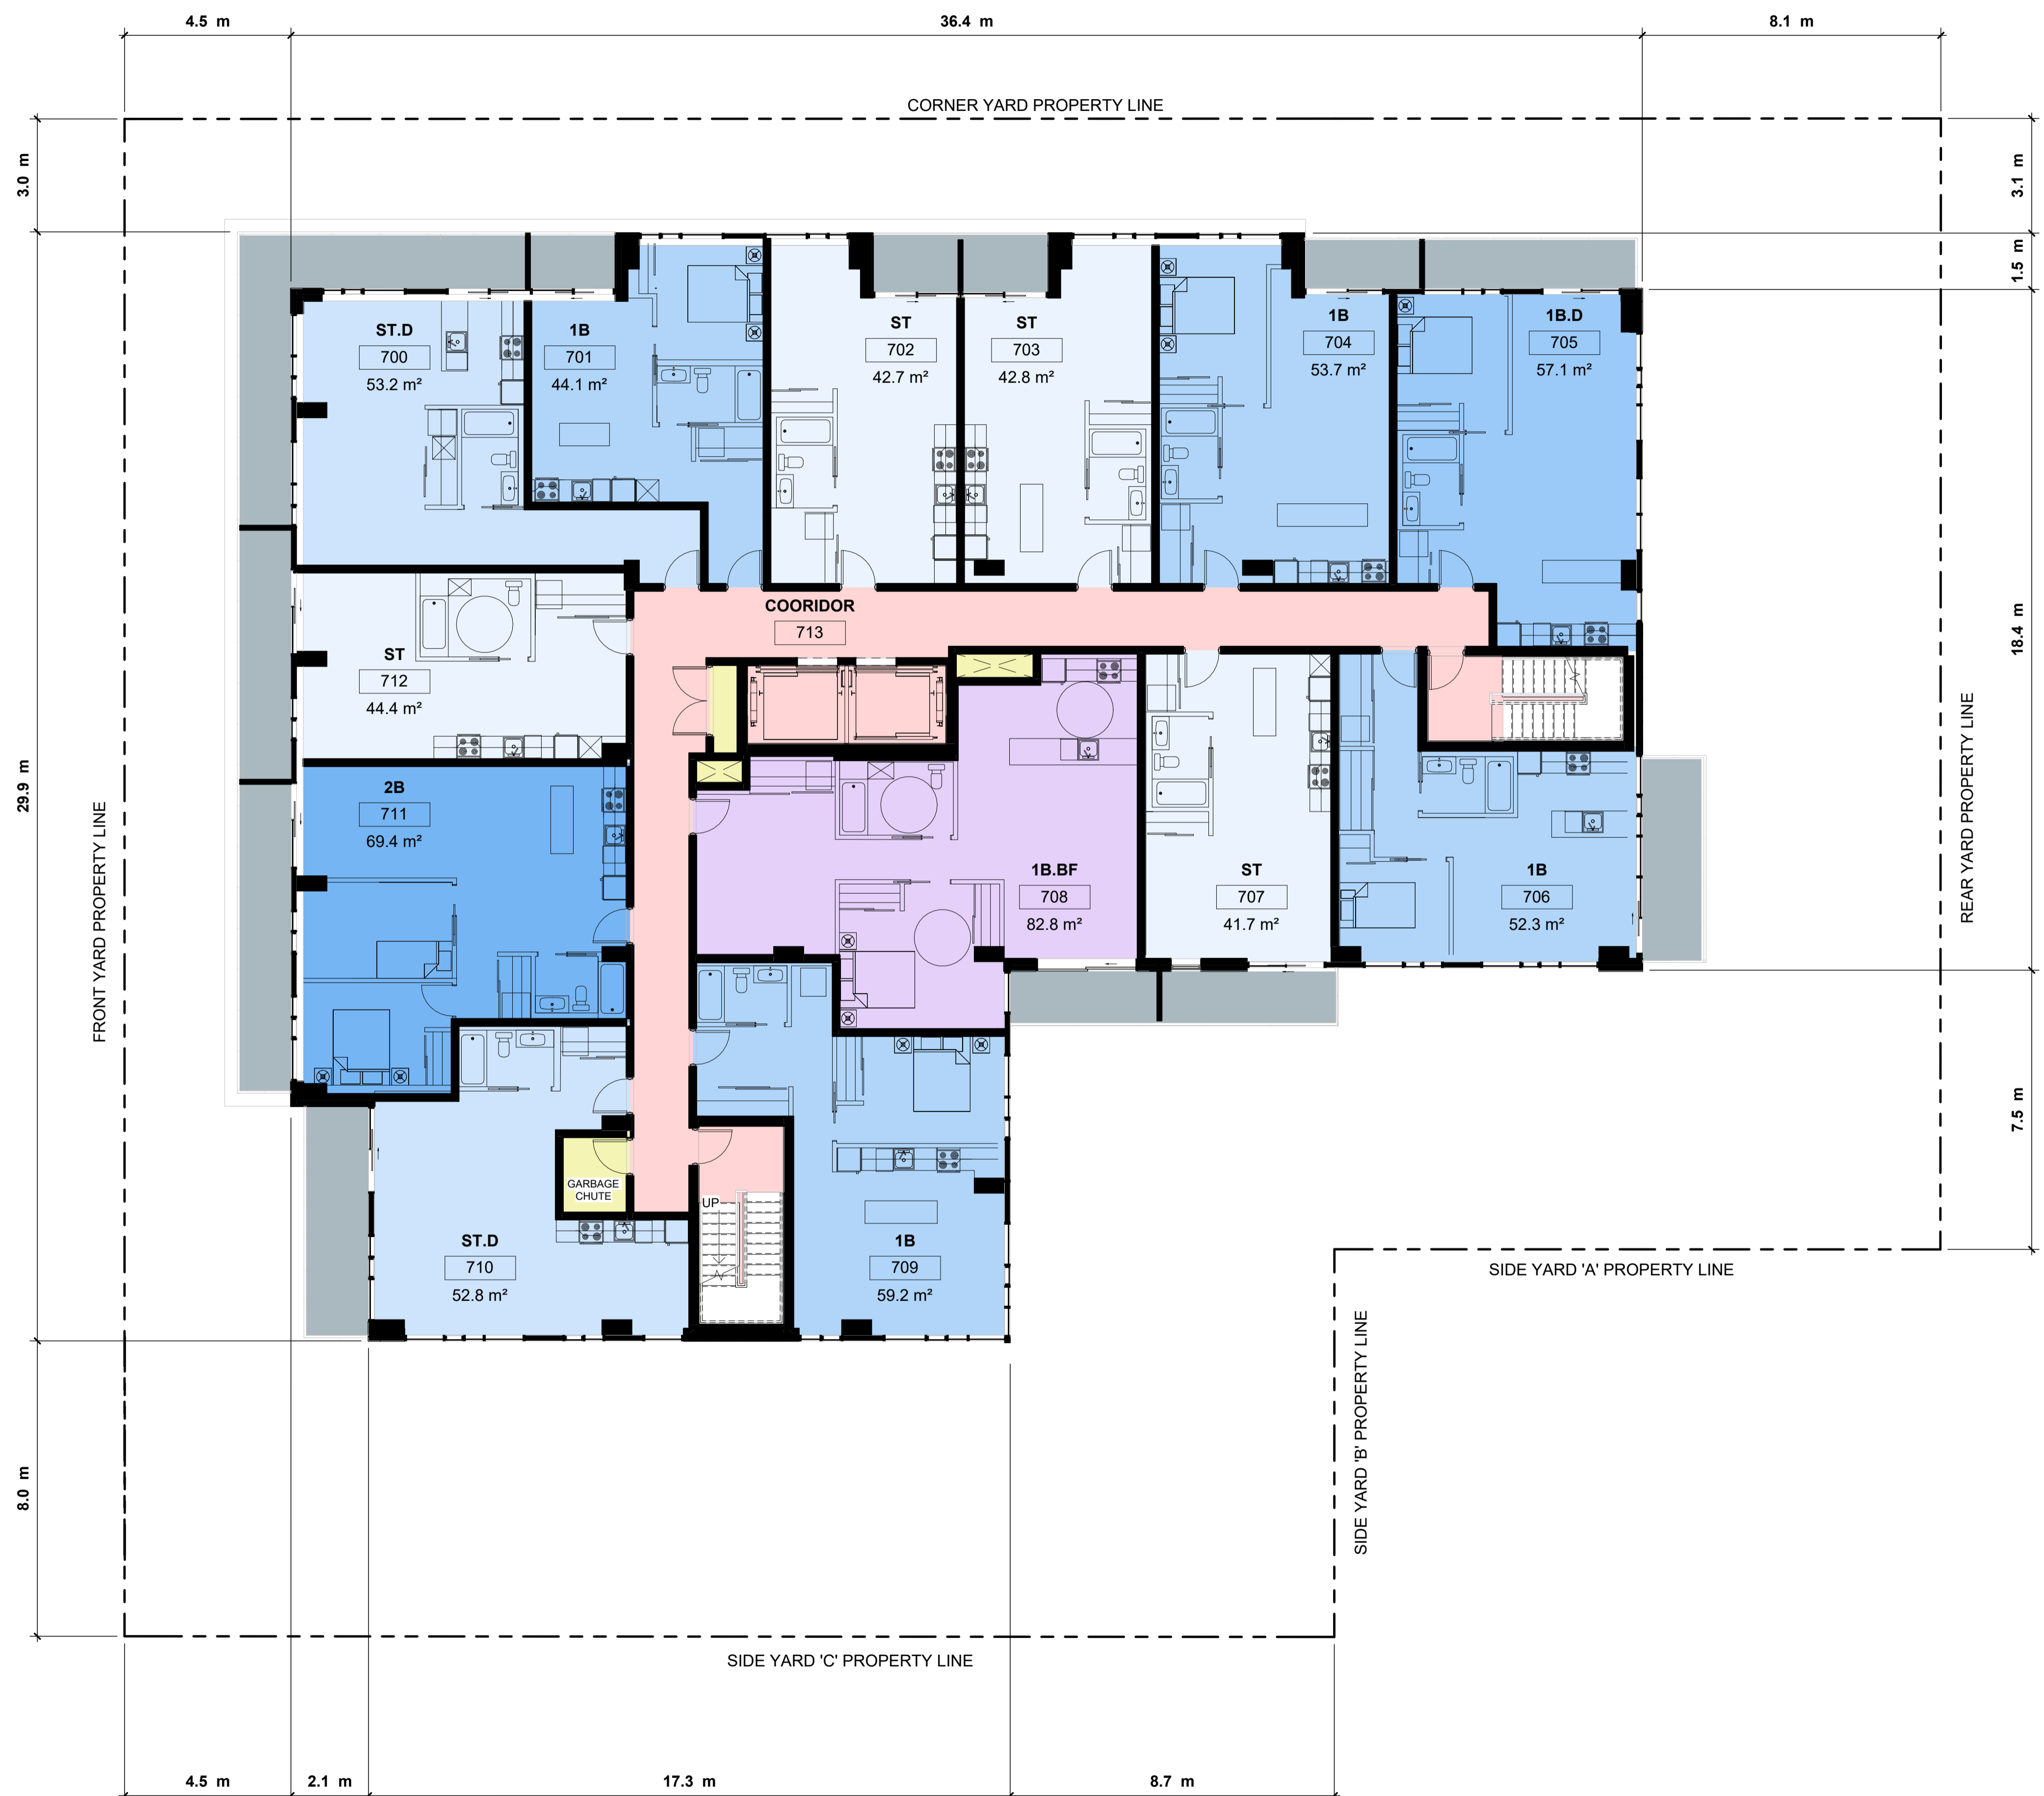 4.5 m
36.4 m
8.1 m
CORNER YARD PROPERTY LINE
3.0 m
3.1 m
1.5 m
ST.D
700
53.2 m²
1B
701
44.1 m²
ST
702
42.7 m²
ST
703
42.8 m²
1B
704
53.7 m²
1B.D
705
57.1 m²
COORIDOR
713
18.4 m
ST
712
44.4 m²
29.9 m
FRONT YARD PROPERTY LINE
REAR YARD PROPERTY LINE
2B
711
69.4 m²
1B.BF
708
82.8 m²
ST
707
41.7 m²
1B
706
52.3 m²
7.5 m
GARBAGE
CHUTE
UP
ST.D
710
52.8 m²
1B
709
59.2 m²
SIDE YARD 'A' PROPERTY LINE
SIDE YARD 'B' PROPERTY LINE
8.0 m
SIDE YARD 'C' PROPERTY LINE
4.5 m
2.1 m
17.3 m
8.7 m